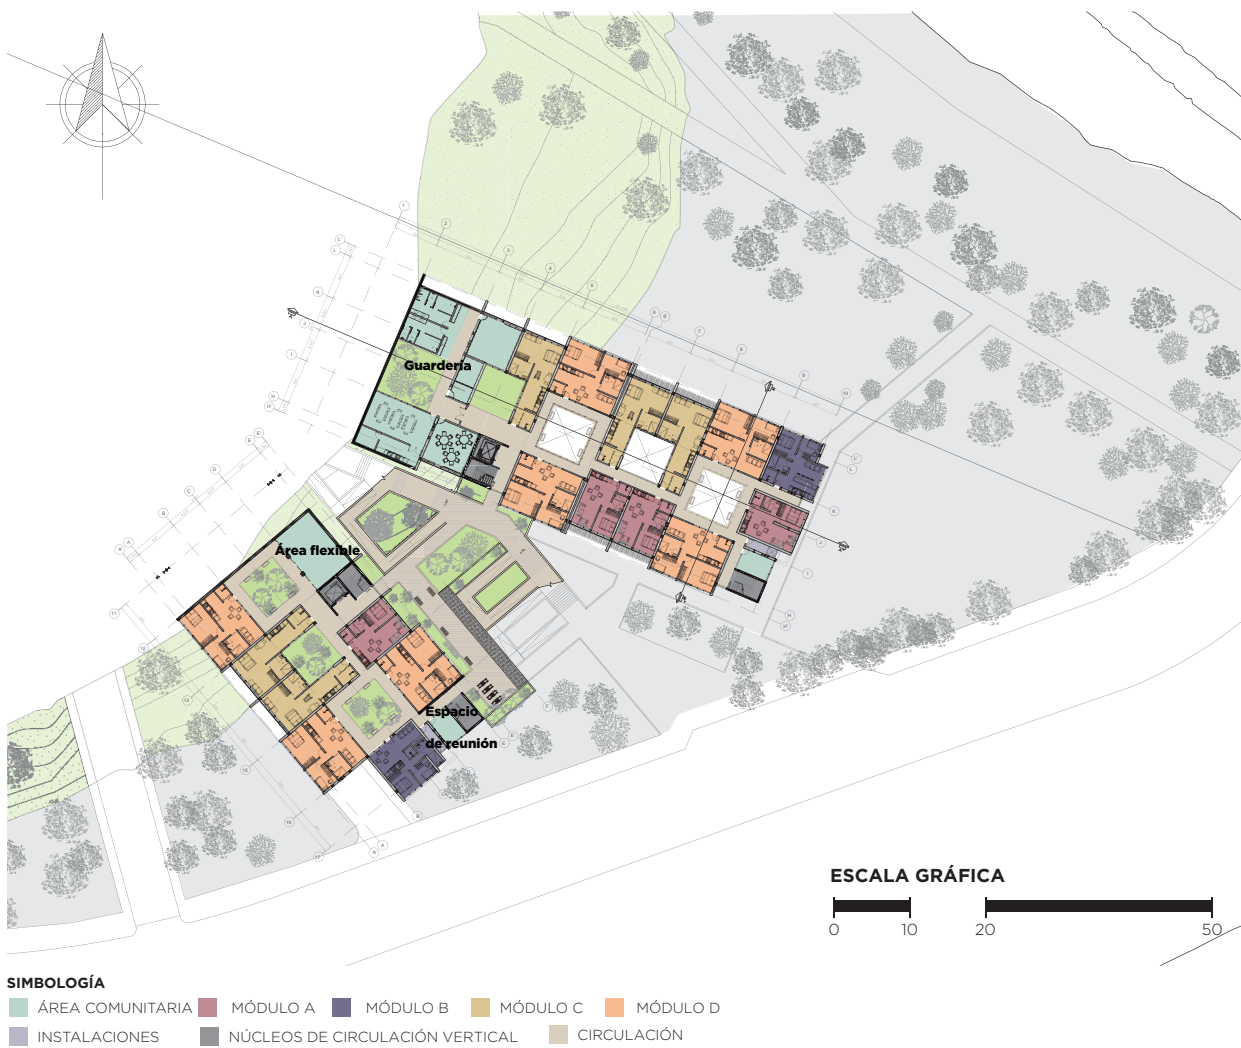 Guardería
Área flexible
Espacio
de reunión
ESCALA GRÁFICA
0 10 20 50
SIMBOLOGÍA
ÁREA COMUNITARIA MÓDULO A MÓDULO B MÓDULO C MÓDULO D
INSTALACIONES NÚCLEOS DE CIRCULACIÓN VERTICAL CIRCULACIÓN